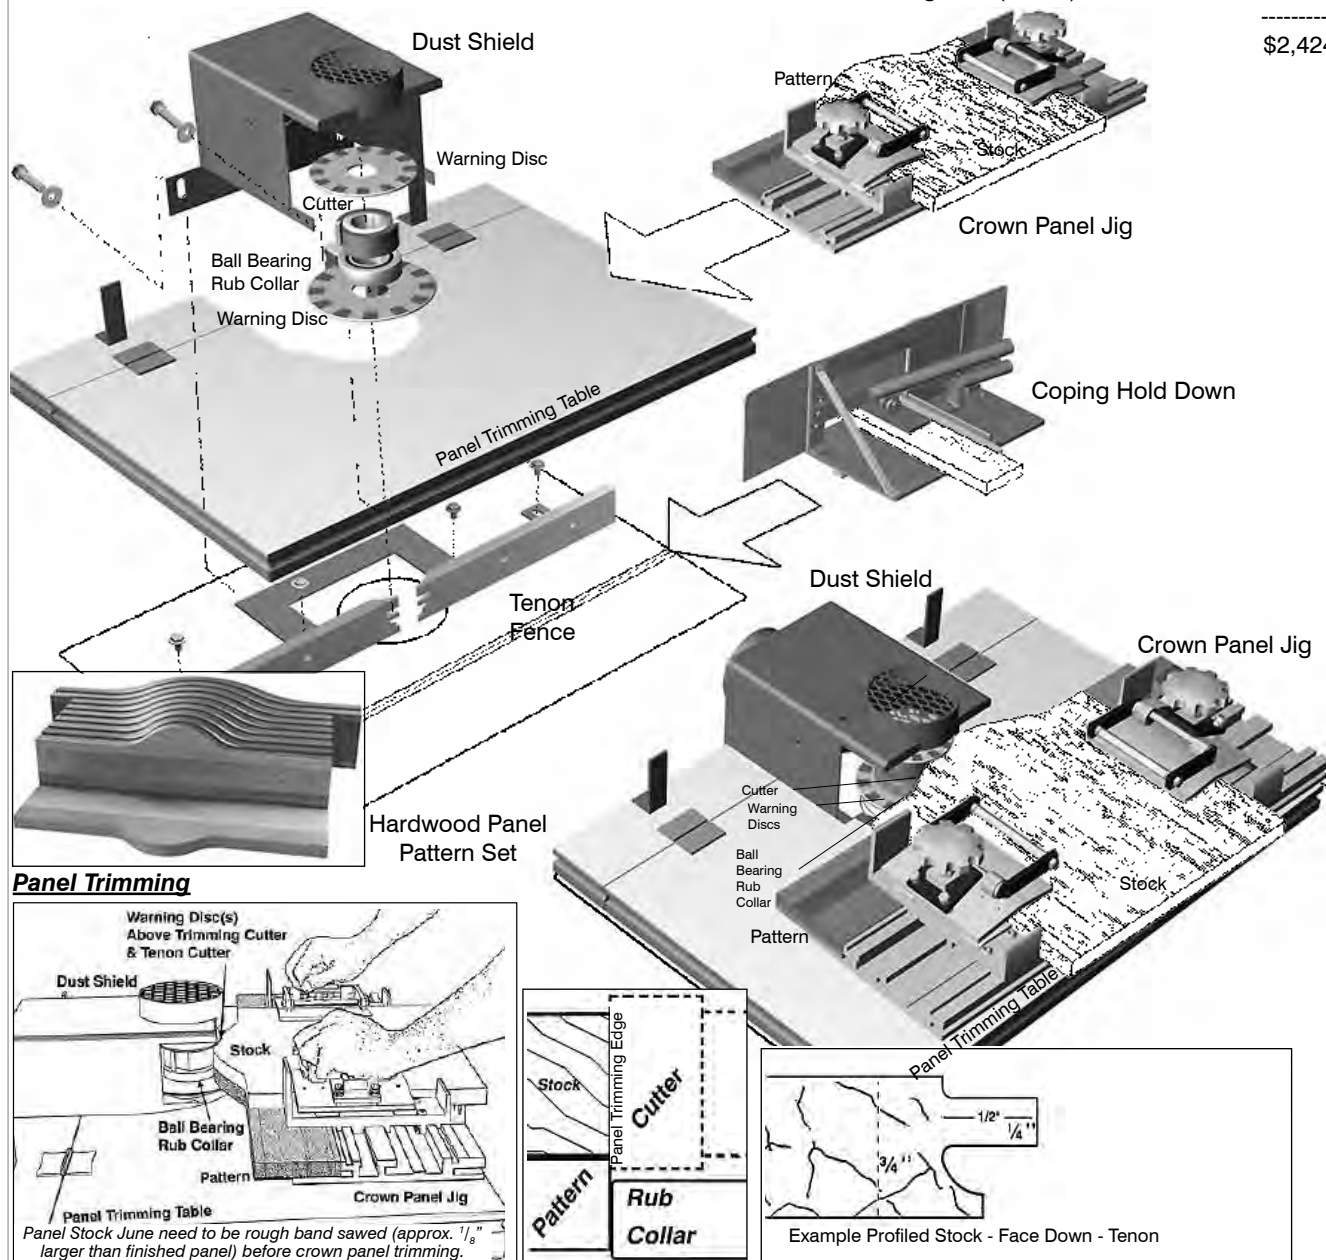 $2,424
Dust Shield
Pattern
Warning Disc
Stock
Cutter
Crown Panel Jig
Ball Bearing
Rub Collar
Warning Disc
Coping Hold Down
Panel Trimming Table
Dust Shield
Tenon
Fence
Crown Panel Jig
Cutter
Warning
Discs
Hardwood Panel
Pattern Set
Ball
Bearing
Rub
Collar
Stock
Pattern
Panel Trimming Table
Panel Trimming
Warning Disc(s)
Above Trimming Cutter
& Tenon Cutter
Dust Shield
Stock
Ball Bearing
Rub Collar
Pattern
Crown Panel Jig
Panel Trimming Table
Panel Stock June need to be rough band sawed (approx. 1/8"
larger than finished panel) before crown panel trimming.
Stock
Panel Trimming Edge
Cutter
Pattern
Rub
Collar
1/2"
1/4"
3/4"
Example Profiled Stock - Face Down - Tenon